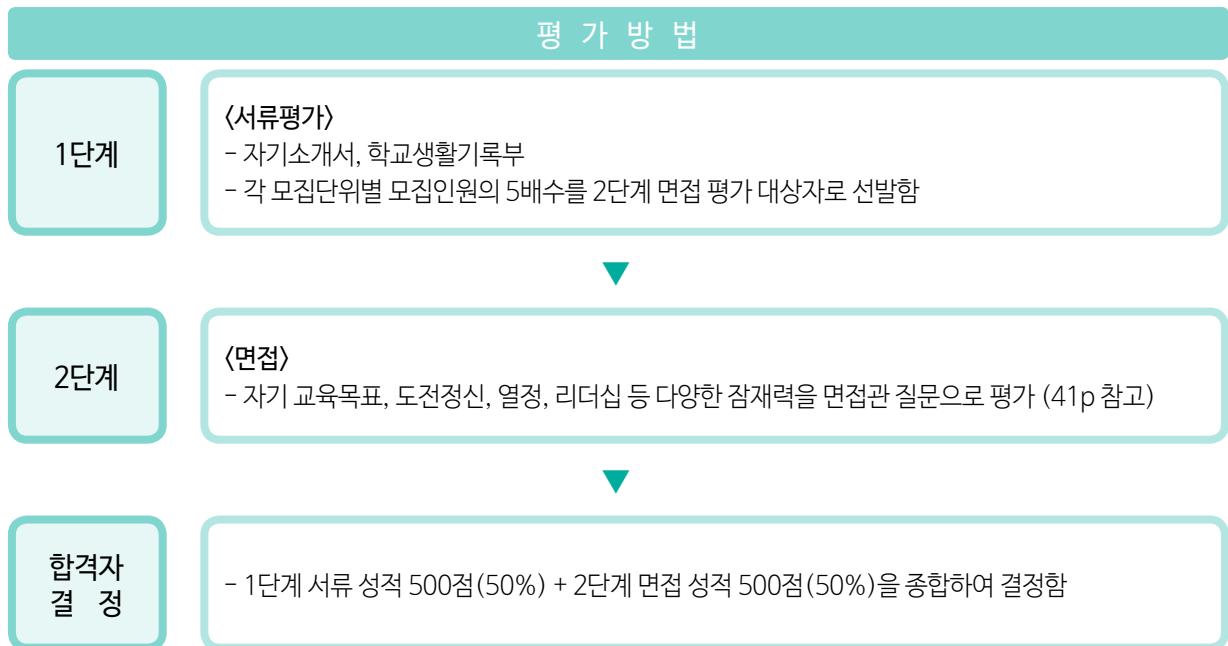 평 가 방 법
1단계
〈서류평가〉
- 자기소개서, 학교생활기록부
- 각 모집단위별 모집인원의 5배수를 2단계 면접 평가 대상자로 선발함
▼
2단계
〈면접〉
- 자기 교육목표, 도전정신, 열정, 리더십 등 다양한 잠재력을 면접관 질문으로 평가 (41p 참고)
▼
합격자
결 정
- 1단계 서류 성적 500점(50%) + 2단계 면접 성적 500점(50%)을 종합하여 결정함